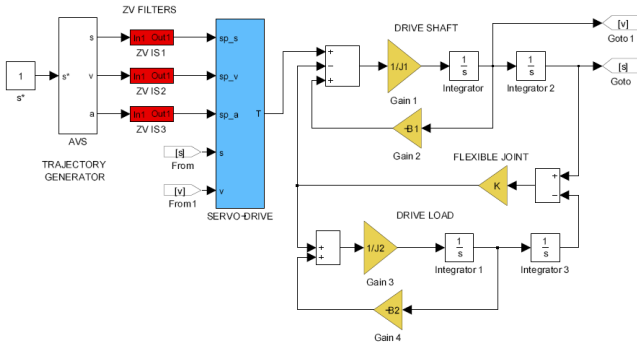 ZV FILTERS
s
In1 Out1
sp_s
ZV IS1
1
s*
s*
v
In1 Out1
sp_v
ZV IS2
a
In1 Out1
sp_a
T
ZV IS3
AVS
TRAJECTORY
GENERATOR
[s]
s
From
[v]
v
From1
SERVO-DRIVE
DRIVE SHAFT
+
−
+
1/J1
Gain 1
1
s
Integrator
1
s
Integrator 2
[v]
Goto 1
[s]
Goto
-B1
Gain 2
FLEXIBLE JOINT
K
+
−
DRIVE LOAD
+
+
1/J2
Gain 3
1
s
Integrator 1
1
s
Integrator 3
-B2
Gain 4